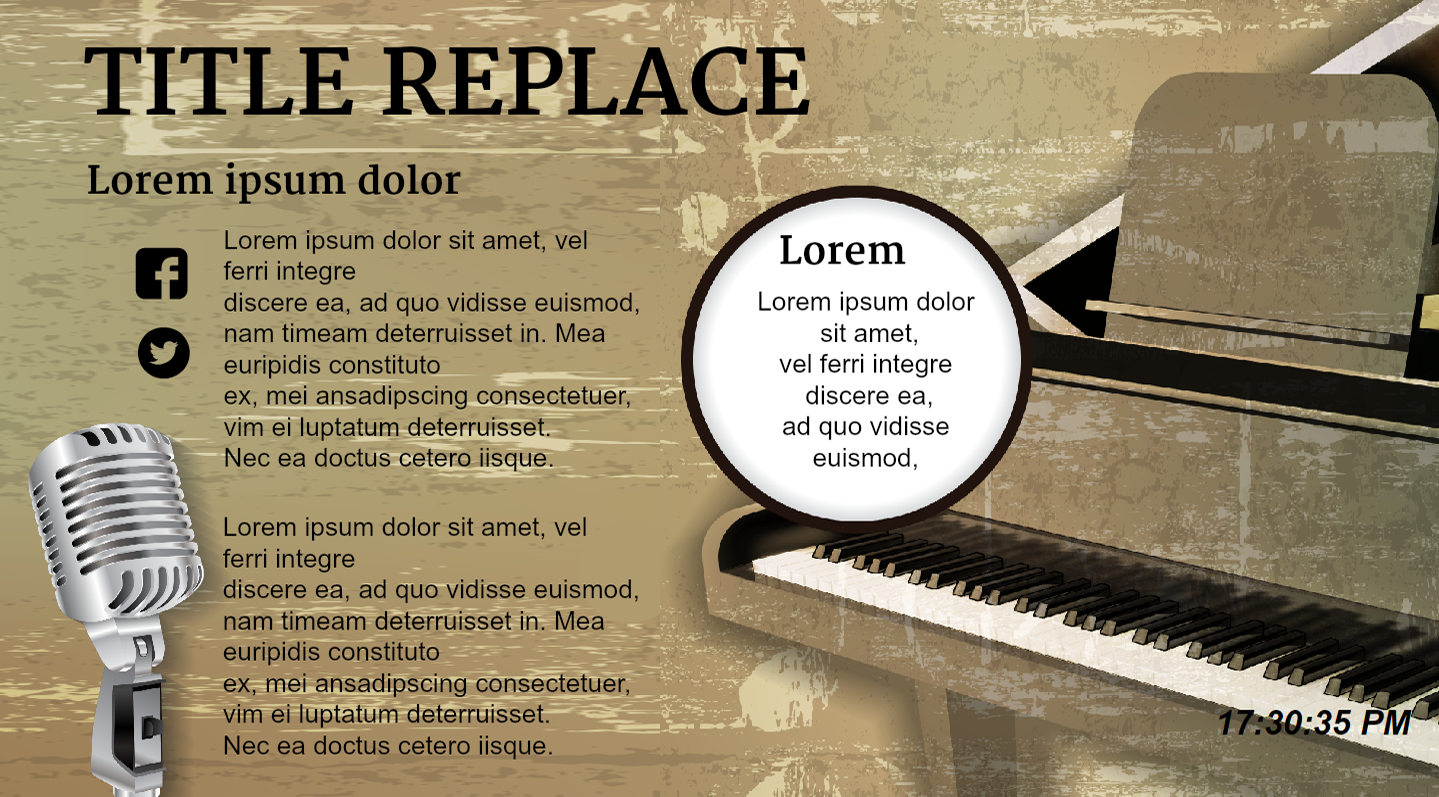 TITLE REPLACE
Lorem ipsum dolor
Lorem ipsum dolor sit amet, vel
ferri integre
discere ea, ad quo vidisse euismod,
nam timeam deterruisset in. Mea
euripidis constituto
ex, mei ansadipscing consectetuer,
vim ei luptatum deterruisset.
Nec ea doctus cetero iisque.
Lorem ipsum dolor sit amet, vel
ferri integre
discere ea, ad quo vidisse euismod,
nam timeam deterruisset in. Mea
euripidis constituto
ex, mei ansadipscing consectetuer,
vim ei luptatum deterruisset.
Nec ea doctus cetero iisque.
Lorem
Lorem ipsum dolor
sit amet,
vel ferri integre
discere ea,
ad quo vidisse
euismod,
17:30:35 PM